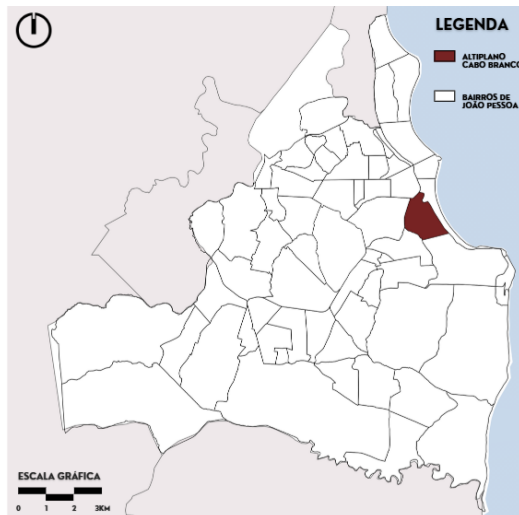 LEGENDA
ALTIPLANO
CABO BRANCO
BAIRROS DE
JOÃO PESSOA
ESCALA GRÁFICA
0 1 2 3KM